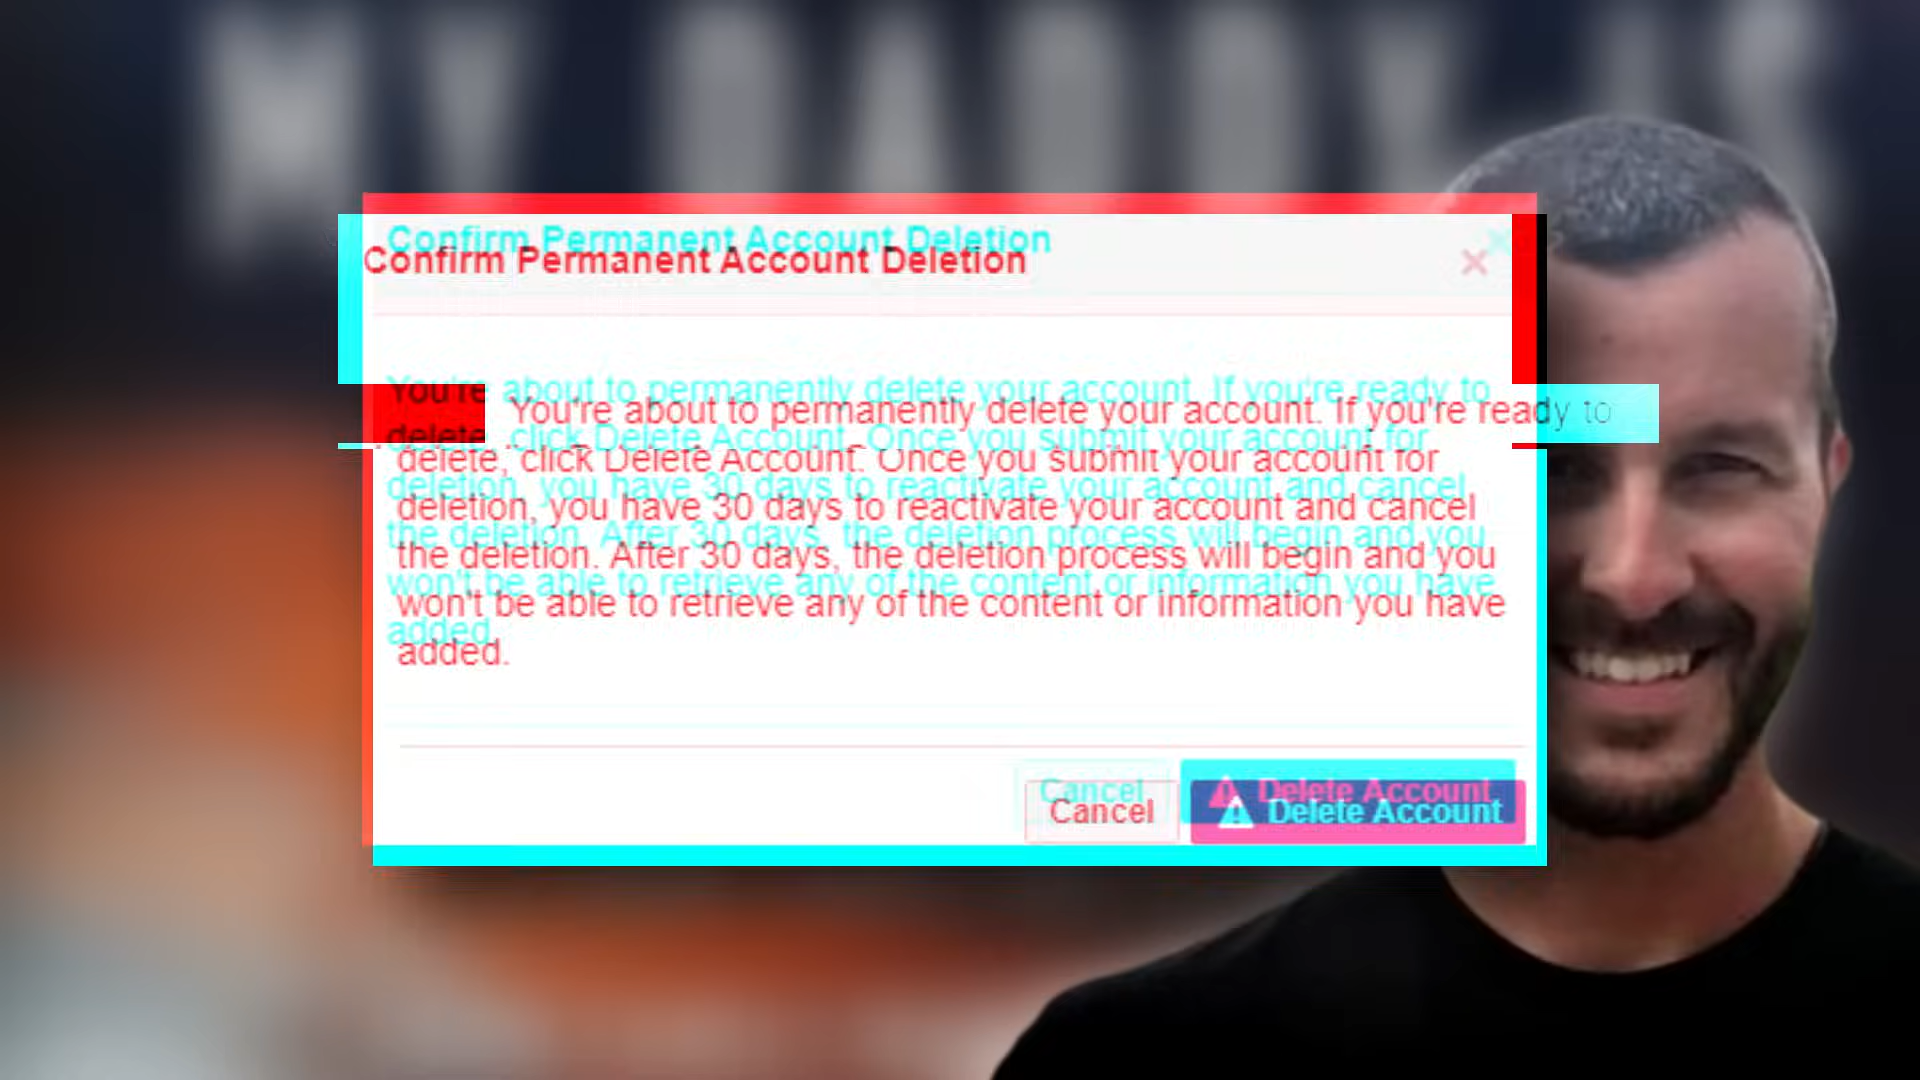 MY DADDY IS
Confirm Permanent Account Deletion
You're about to permanently delete your account. If you're ready to
delete, click Delete Account. Once you submit your account for
deletion, you have 30 days to reactivate your account and cancel
the deletion. After 30 days, the deletion process will begin and you
won't be able to retrieve any of the content or information you have
added.
Cancel
Delete Account